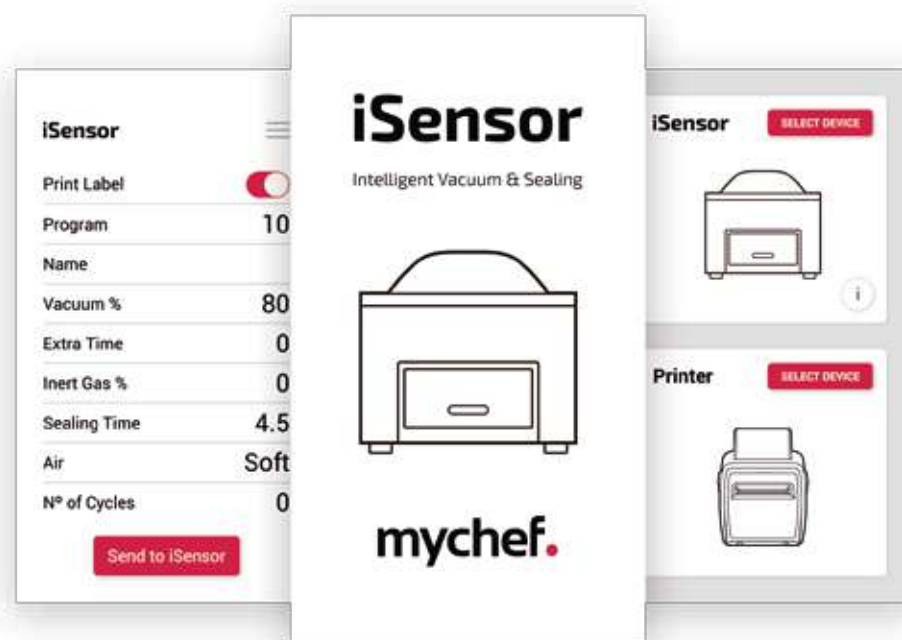 iSensor
Print Label
Program 10
Name
Vacuum % 80
Extra Time 0
Inert Gas % 0
Sealing Time 4.5
Air Soft
Nº of Cycles 0
Send to iSensor
iSensor
Intelligent Vacuum & Sealing
mychef.
iSensor SELECT DEVICE
i
Printer SELECT DEVICE